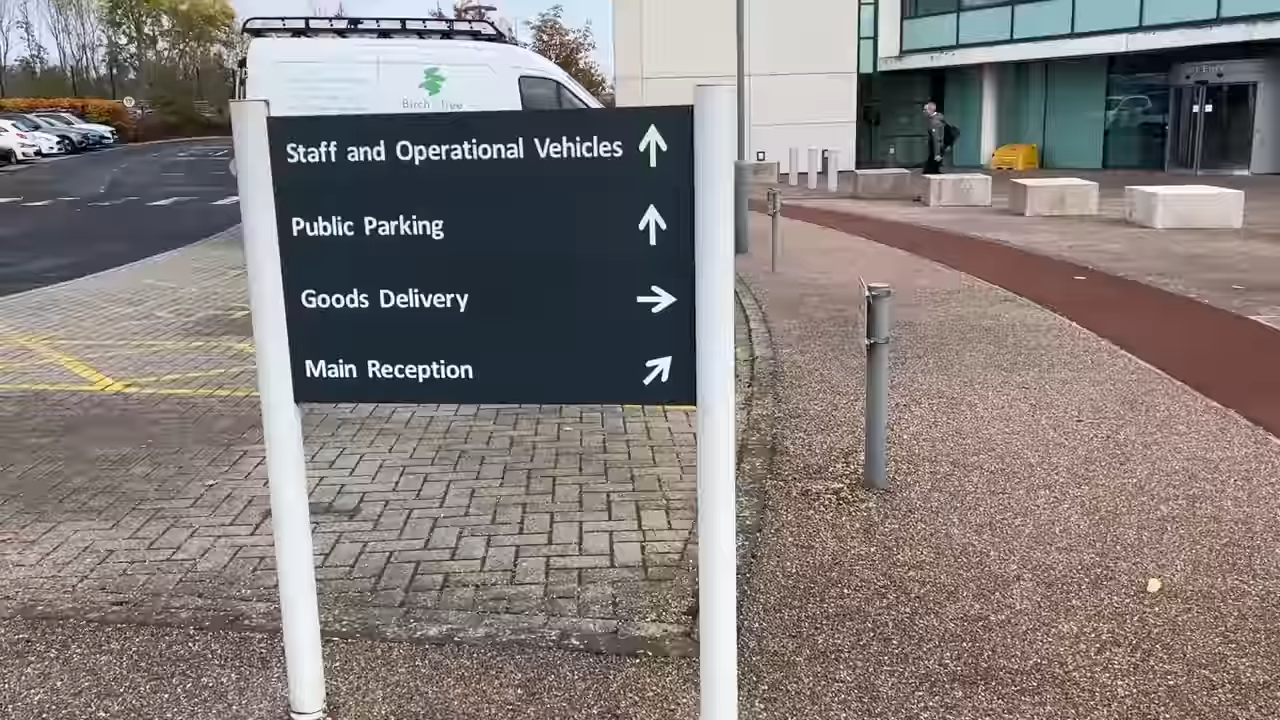 Birch Tree
Staff and Operational Vehicles ↑
Public Parking ↑
Goods Delivery →
Main Reception ↗